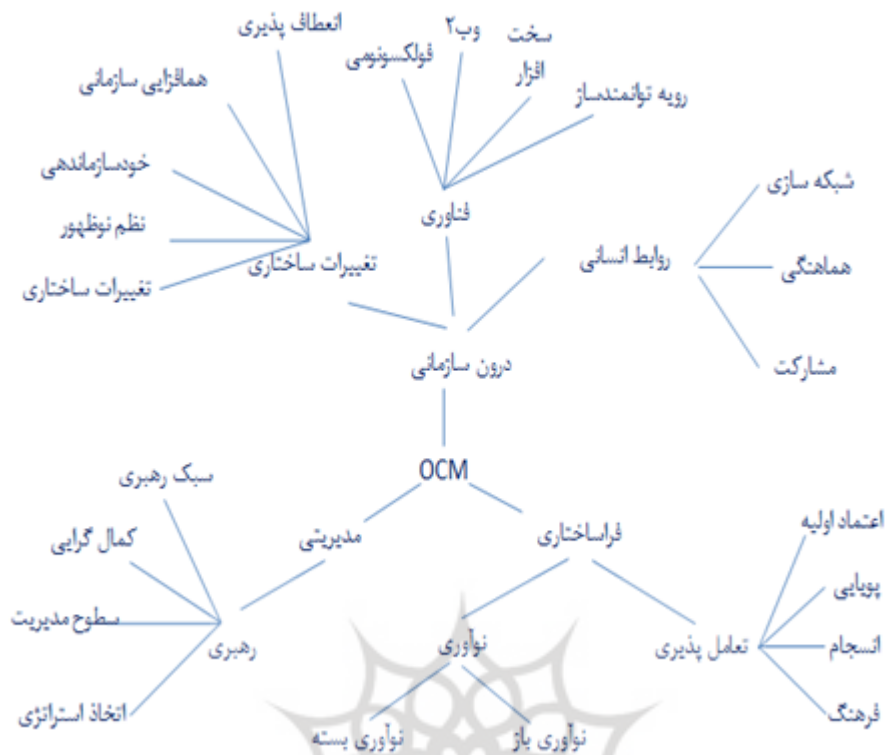 انعطاف پذیری
وب۲
سخت
افزار
فولکسونومی
همافزایی سازمانی
رویه توانمندساز
خودسازماندهی
شبکه سازی
فناوری
نظم نوظهور
روابط انسانی
تغییرات ساختاری
هماهنگی
تغییرات ساختاری
درون سازمانی
مشارکت
OCM
سبک رهبری
اعتماد اولیه
کمال گرایی
مدیریتی
فراساختاری
پویایی
سطوح مدیریت
رهبری
نوآوری
تعامل پذیری
انسجام
اتخاذ استراتژی
فرهنگ
نوآوری بسته
نوآوری باز